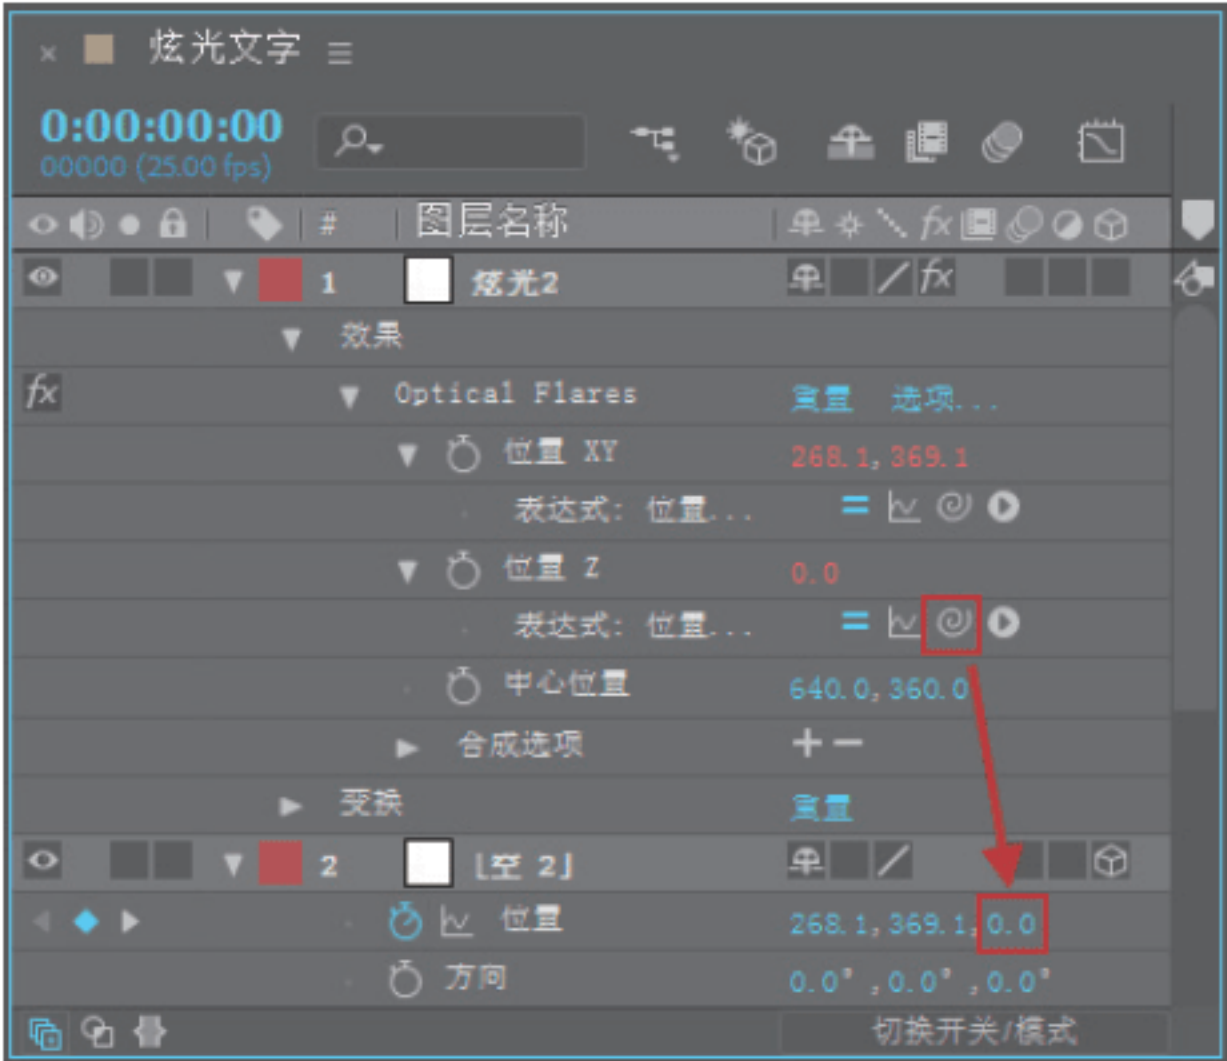 × 炫光文字
0:00:00:00
00000 (25.00 fps)
# 图层名称 fx
1 炫光2 fx
效果
fx Optical Flares 重置 选项...
位置 XY 268.1,369.1
表达式: 位置...
位置 Z 0.0
表达式: 位置...
中心位置 640.0,360.0
合成选项 + −
变换 重置
2 [空 2]
位置 268.1,369.1,0.0
方向 0.0°,0.0°,0.0°
切换开关/模式